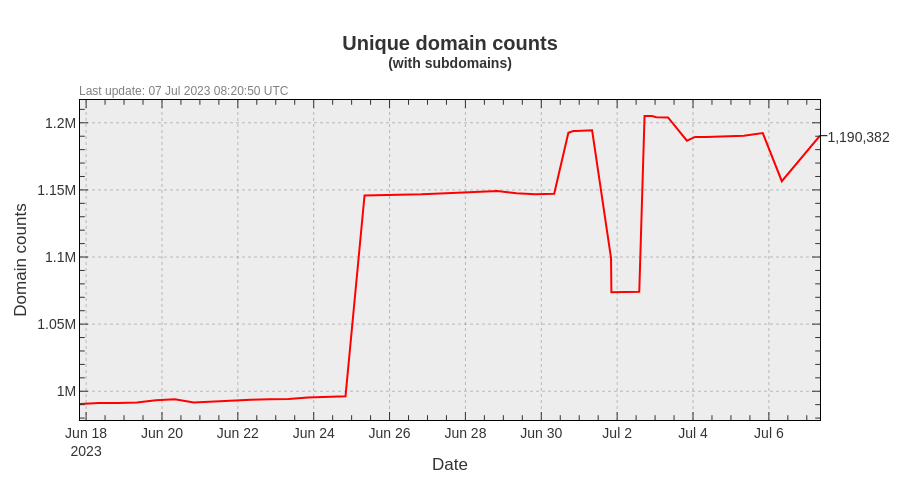 Unique domain counts
(with subdomains)
Last update: 07 Jul 2023 08:20:50 UTC
1.2M
1,190,382
1.15M
1.1M
1.05M
1M
Domain counts
Jun 18 Jun 20 Jun 22 Jun 24 Jun 26 Jun 28 Jun 30 Jul 2 Jul 4 Jul 6
2023
Date